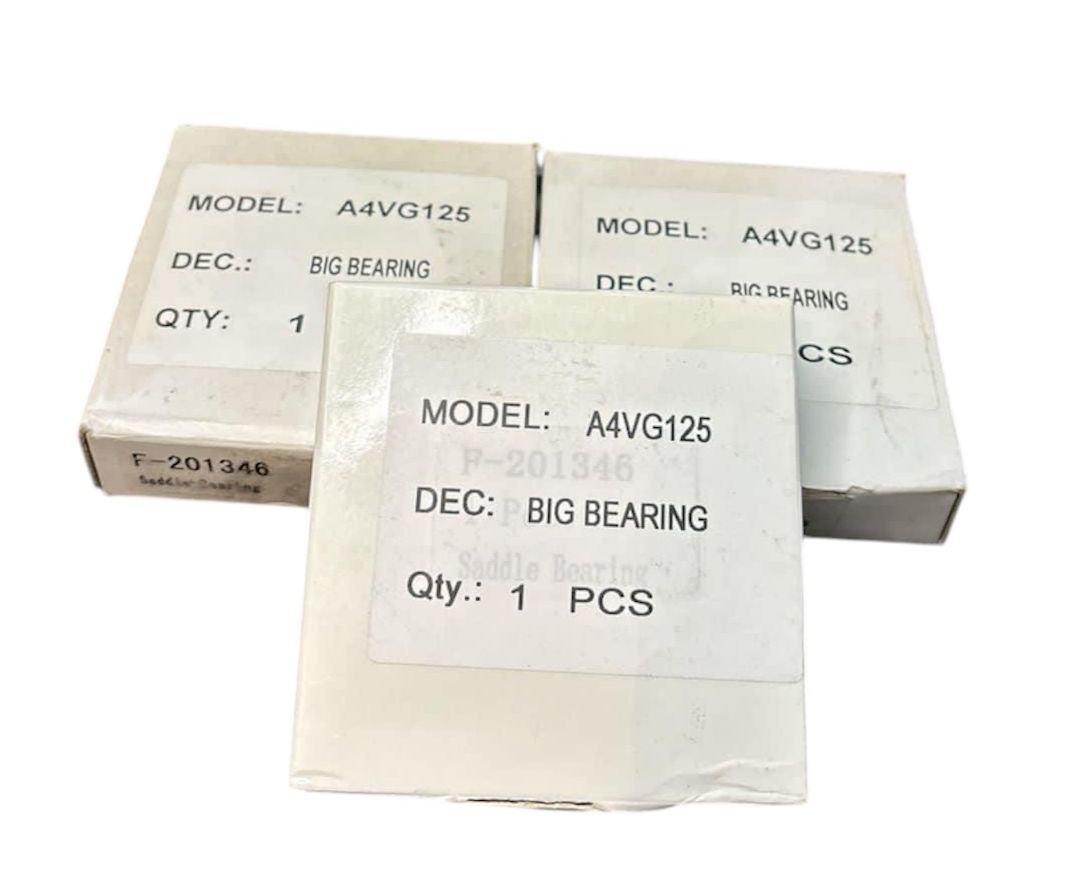 MODEL: A4VG125
DEC.: BIG BEARING
QTY: 1
F-201346
Saddle Bearing
MODEL: A4VG125
DEC.: BIG BEARING
CS
MODEL: A4VG125
F-201346
DEC: BIG BEARING
Saddle Bearing
Qty.: 1 PCS